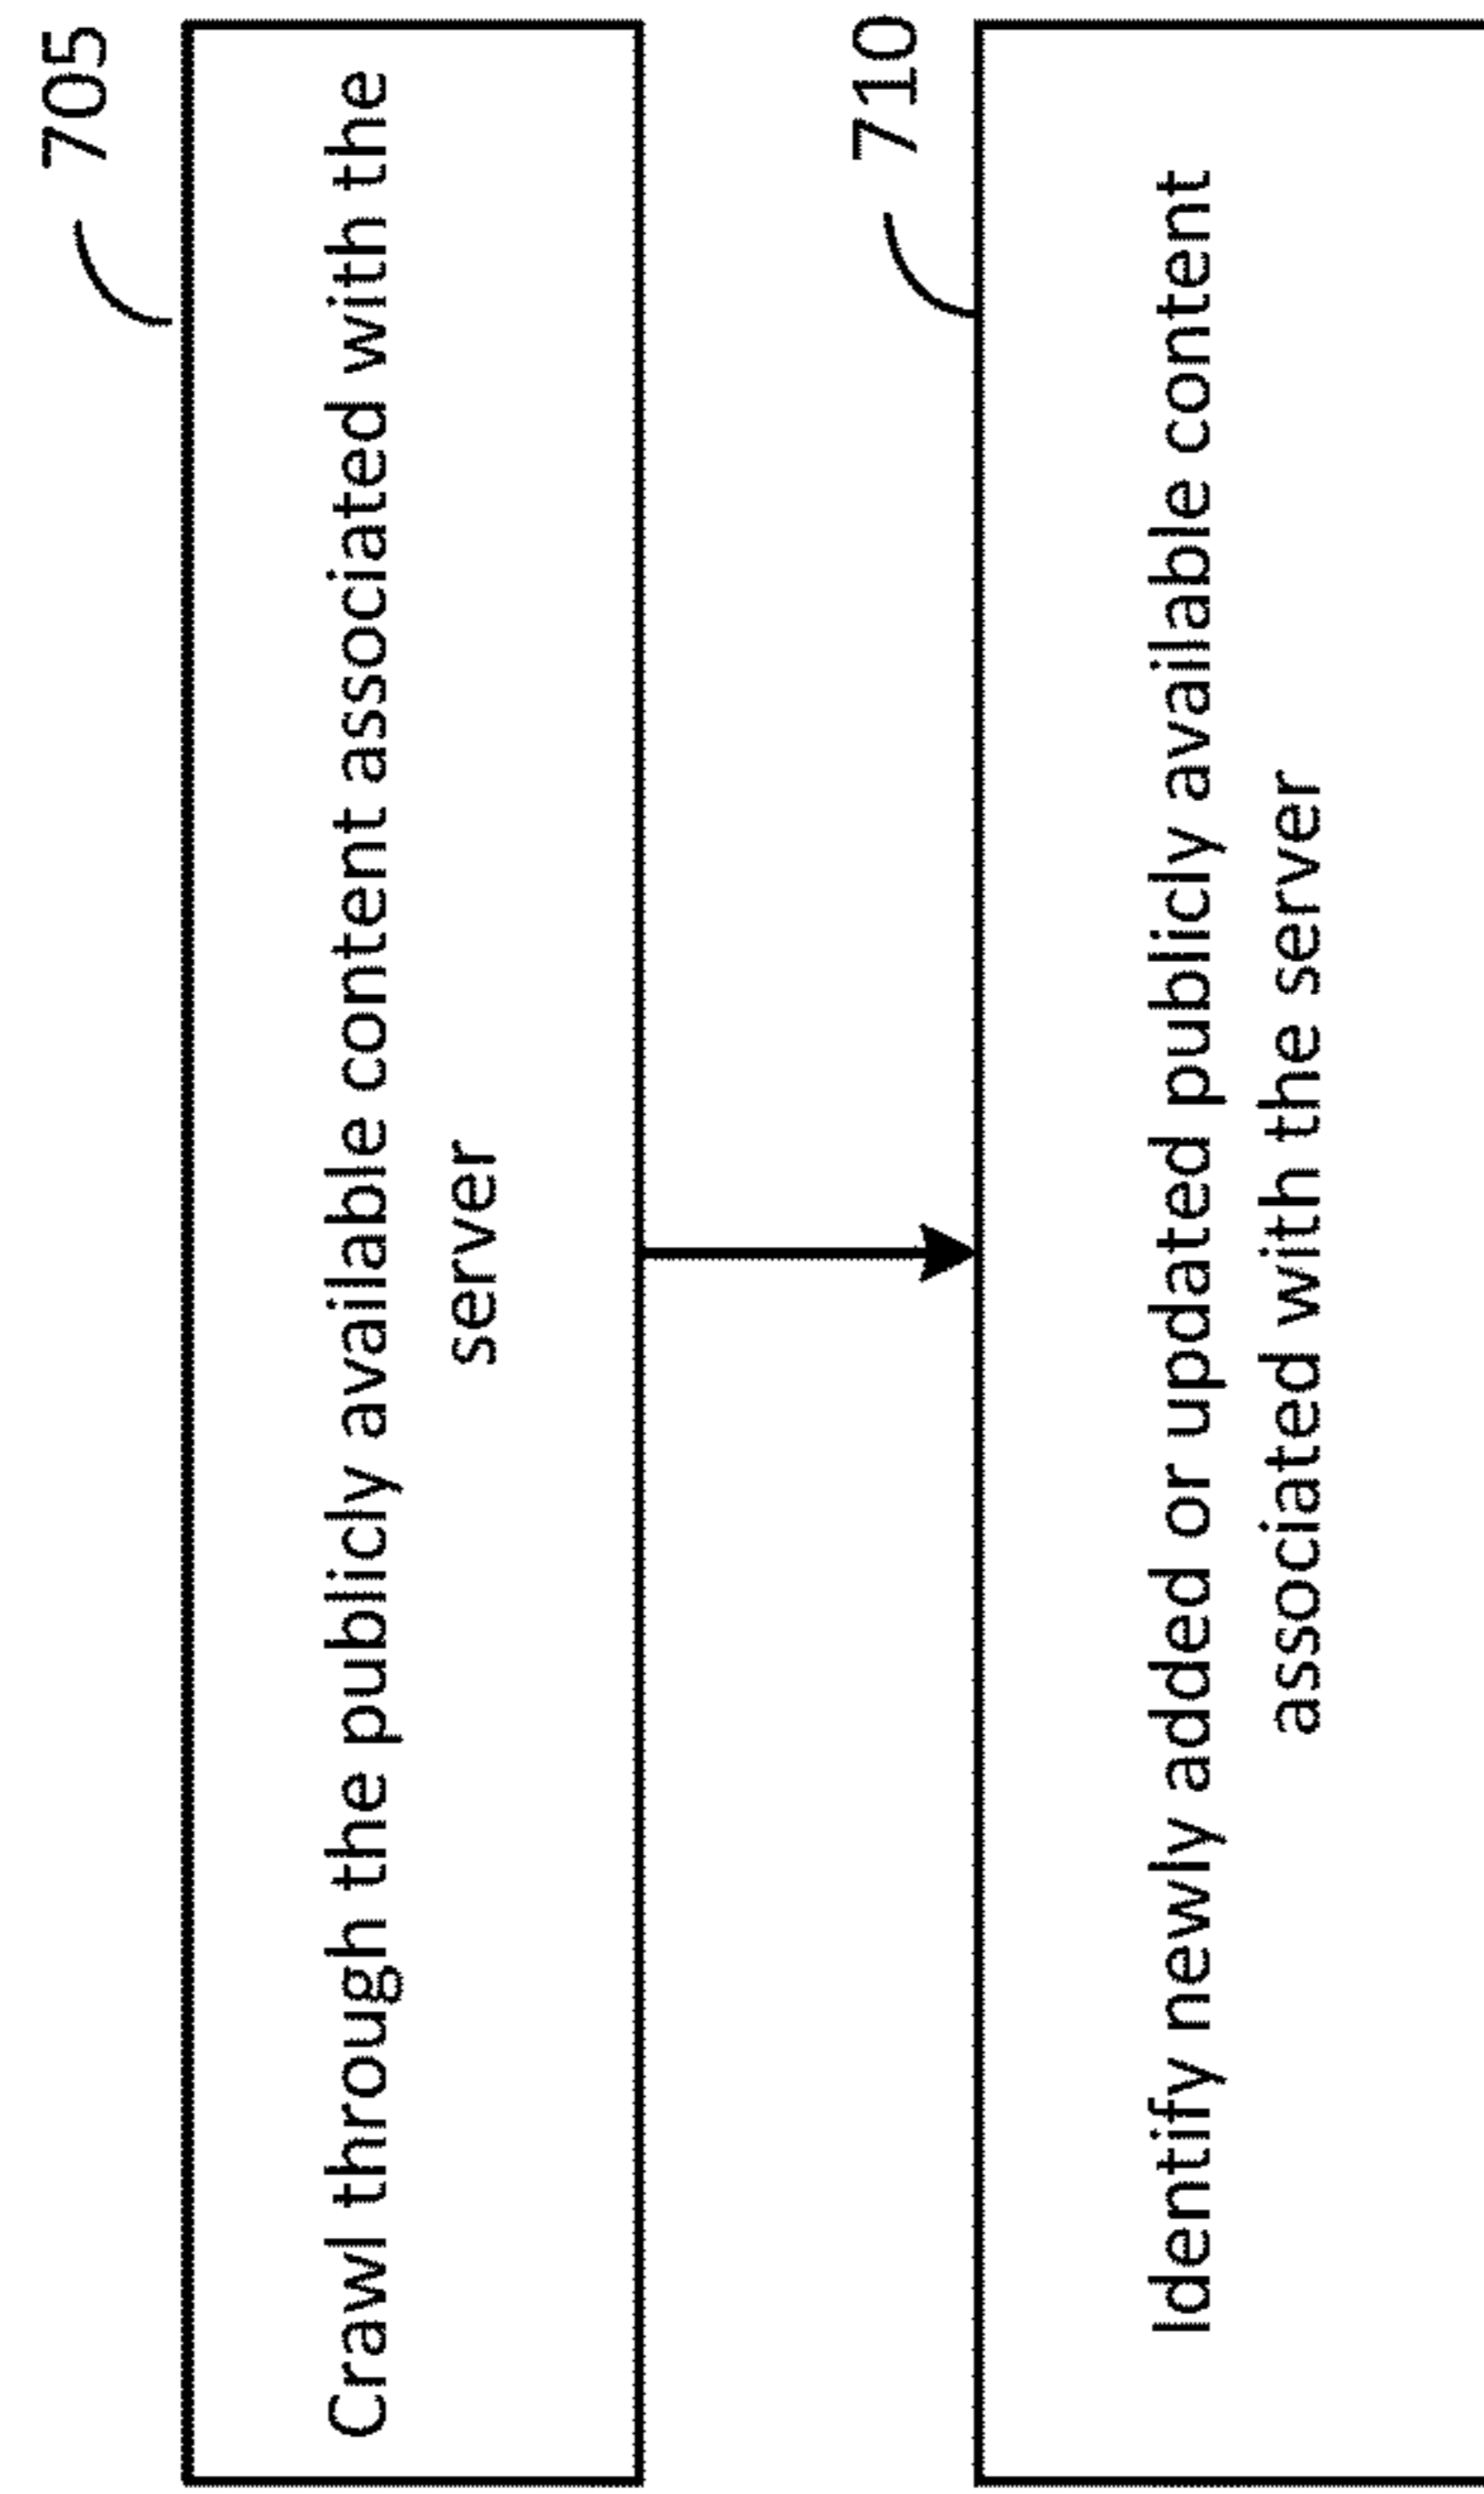 705
Crawl through the publicly available content associated with the
server
710
Identify newly added or updated publicly available content
associated with the server